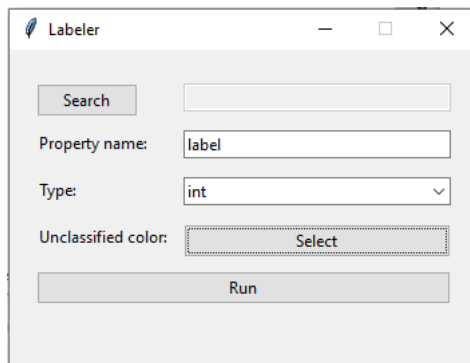 Labeler
Search
Property name: label
Type: int
Unclassified color: Select
Run